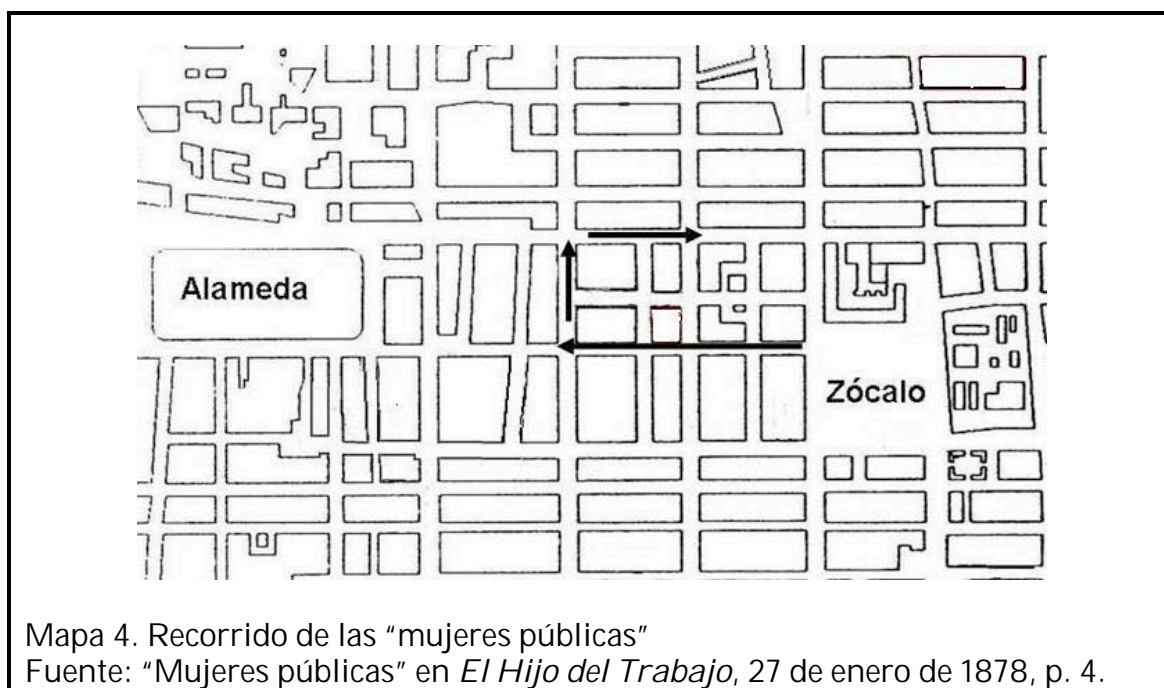 Alameda
Zócalo
Mapa 4. Recorrido de las “mujeres públicas”
Fuente: “Mujeres públicas” en El Hijo del Trabajo, 27 de enero de 1878, p. 4.